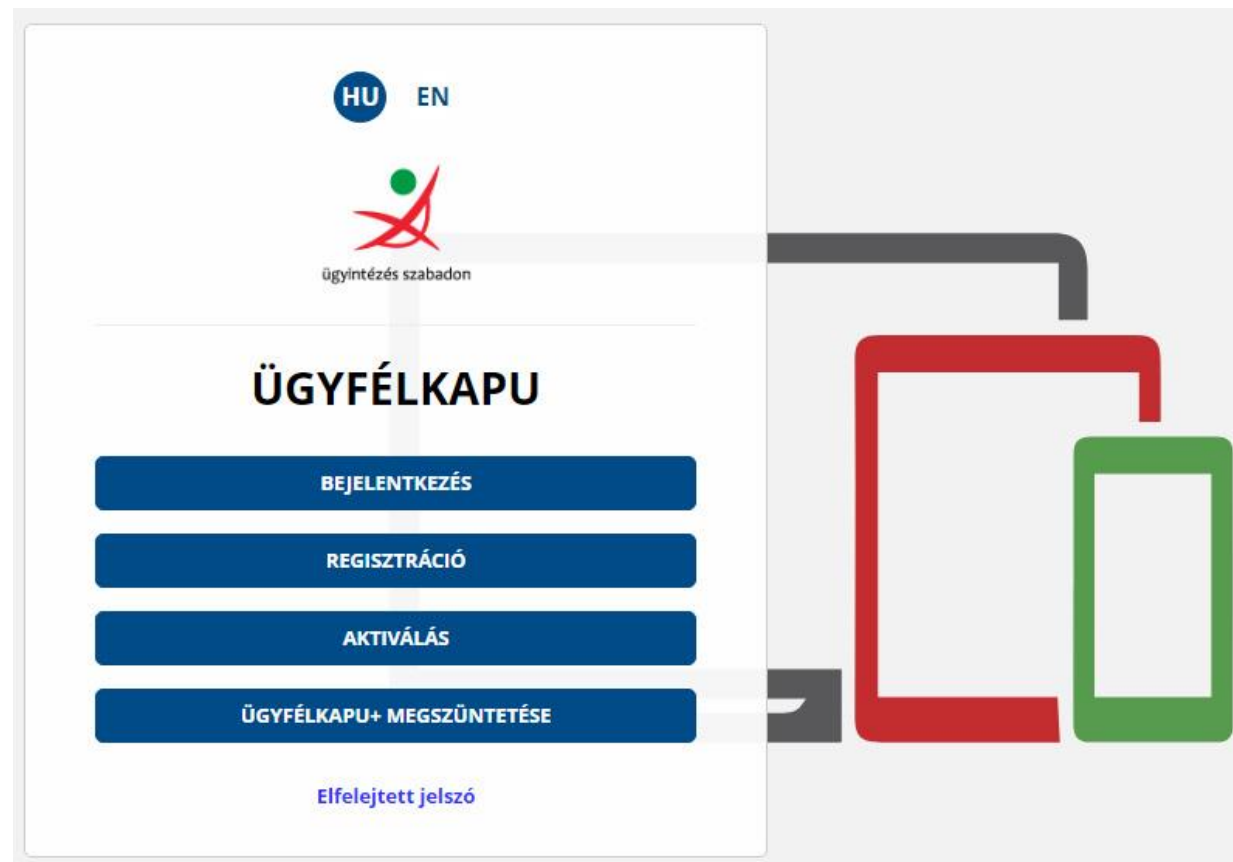 HU EN
ügyintézés szabadon
ÜGYFÉLKAPU
BEJELENTKEZÉS
REGISZTRÁCIÓ
AKTIVÁLÁS
ÜGYFÉLKAPU+ MEGSZÜNTETÉSE
Elfelejtett jelszó